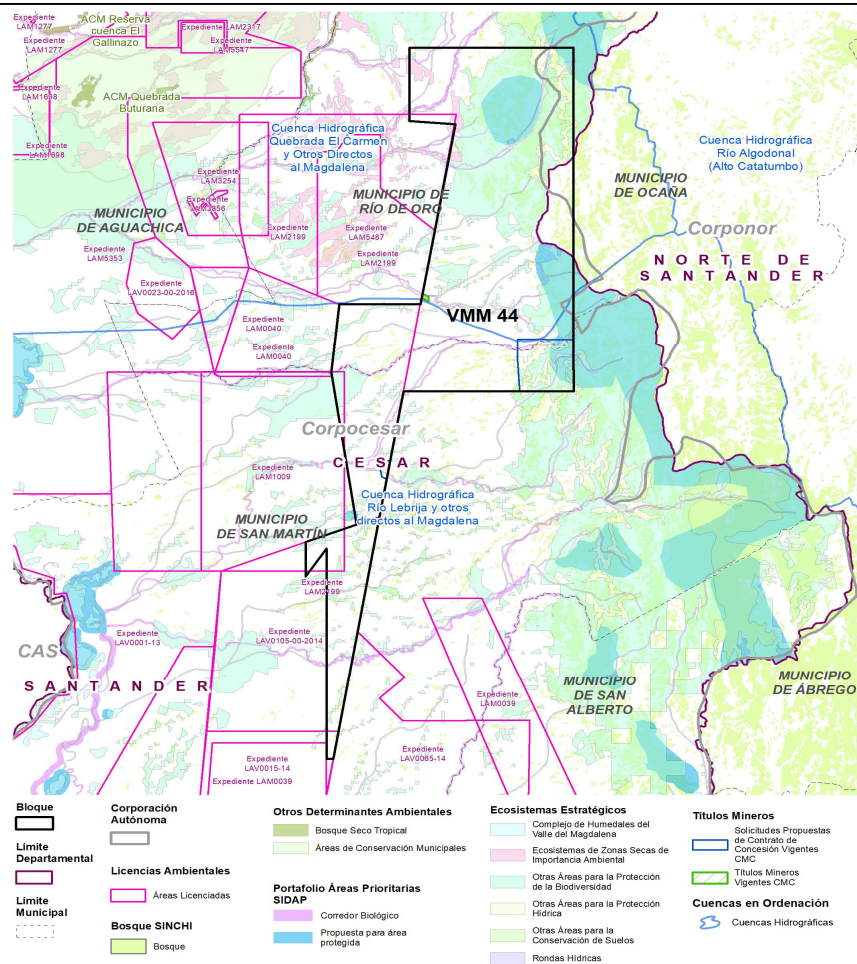 Expediente
LAM1277
Expediente
LAM1277
ACM Reserva
cuenca El
Gallinazo
Expediente LAM2317
Expediente
LAM5547
Expediente
LAM1698
ACM Quebrada
Buturana
Expediente
LAM1698
Cuenca Hidrográfica
Quebrada El Carmen
y Otros Directos
al Magdalena
Cuenca Hidrográfica
Río Algodonal
(Alto Catatumbo)
Expediente
LAM3254
Expediente
MUNICIPIO
DE AGUACHICA
MUNICIPIO DE
RÍO DE ORO
MUNICIPIO
DE OCAÑA
Corponor
Expediente
LAM2199
Expediente
LAM5487
Expediente
LAM2199
Expediente
LAM5353
NORTE DE
SANTANDER
Expediente
LAV0023-00-2016
VMM 44
Expediente
LAM0040
Expediente
LAM0040
Corpocesar
CESAR
Expediente
LAM1009
Cuenca Hidrográfica
Río Lebrija y otros
directos al Magdalena
MUNICIPIO
DE SAN MARTÍN
Expediente
LAM2199
Expediente
LAV0001-13
Expediente
LAV0105-00-2014
CAS
SANTANDER
Expediente
LAM0039
MUNICIPIO
DE SAN
ALBERTO
MUNICIPIO
DE ÁBREGO
Expediente
LAV0015-14
Expediente LAM0039
Expediente
LAV0065-14
Bloque
Límite
Departamental
Límite
Municipal
Corporación
Autónoma
Licencias Ambientales
Áreas Licenciadas
Bosque SINCHI
Bosque
Otros Determinantes Ambientales
Bosque Seco Tropical
Áreas de Conservación Municipales
Portafolio Áreas Prioritarias
SIDAP
Corredor Biológico
Propuesta para área
protegida
Ecosistemas Estratégicos
Complejo de Humedales del
Valle del Magdalena
Ecosistemas de Zonas Secas de
Importancia Ambiental
Otras Áreas para la Protección
de la Biodiversidad
Otras Áreas para la Protección
Hídrica
Otras Áreas para la
Conservación de Suelos
Rondas Hídricas
Títulos Mineros
Solicitudes Propuestas
de Contrato de
Concesión Vigentes
CMC
Títulos Mineros
Vigentes CMC
Cuencas en Ordenación
Cuencas Hidrográficas